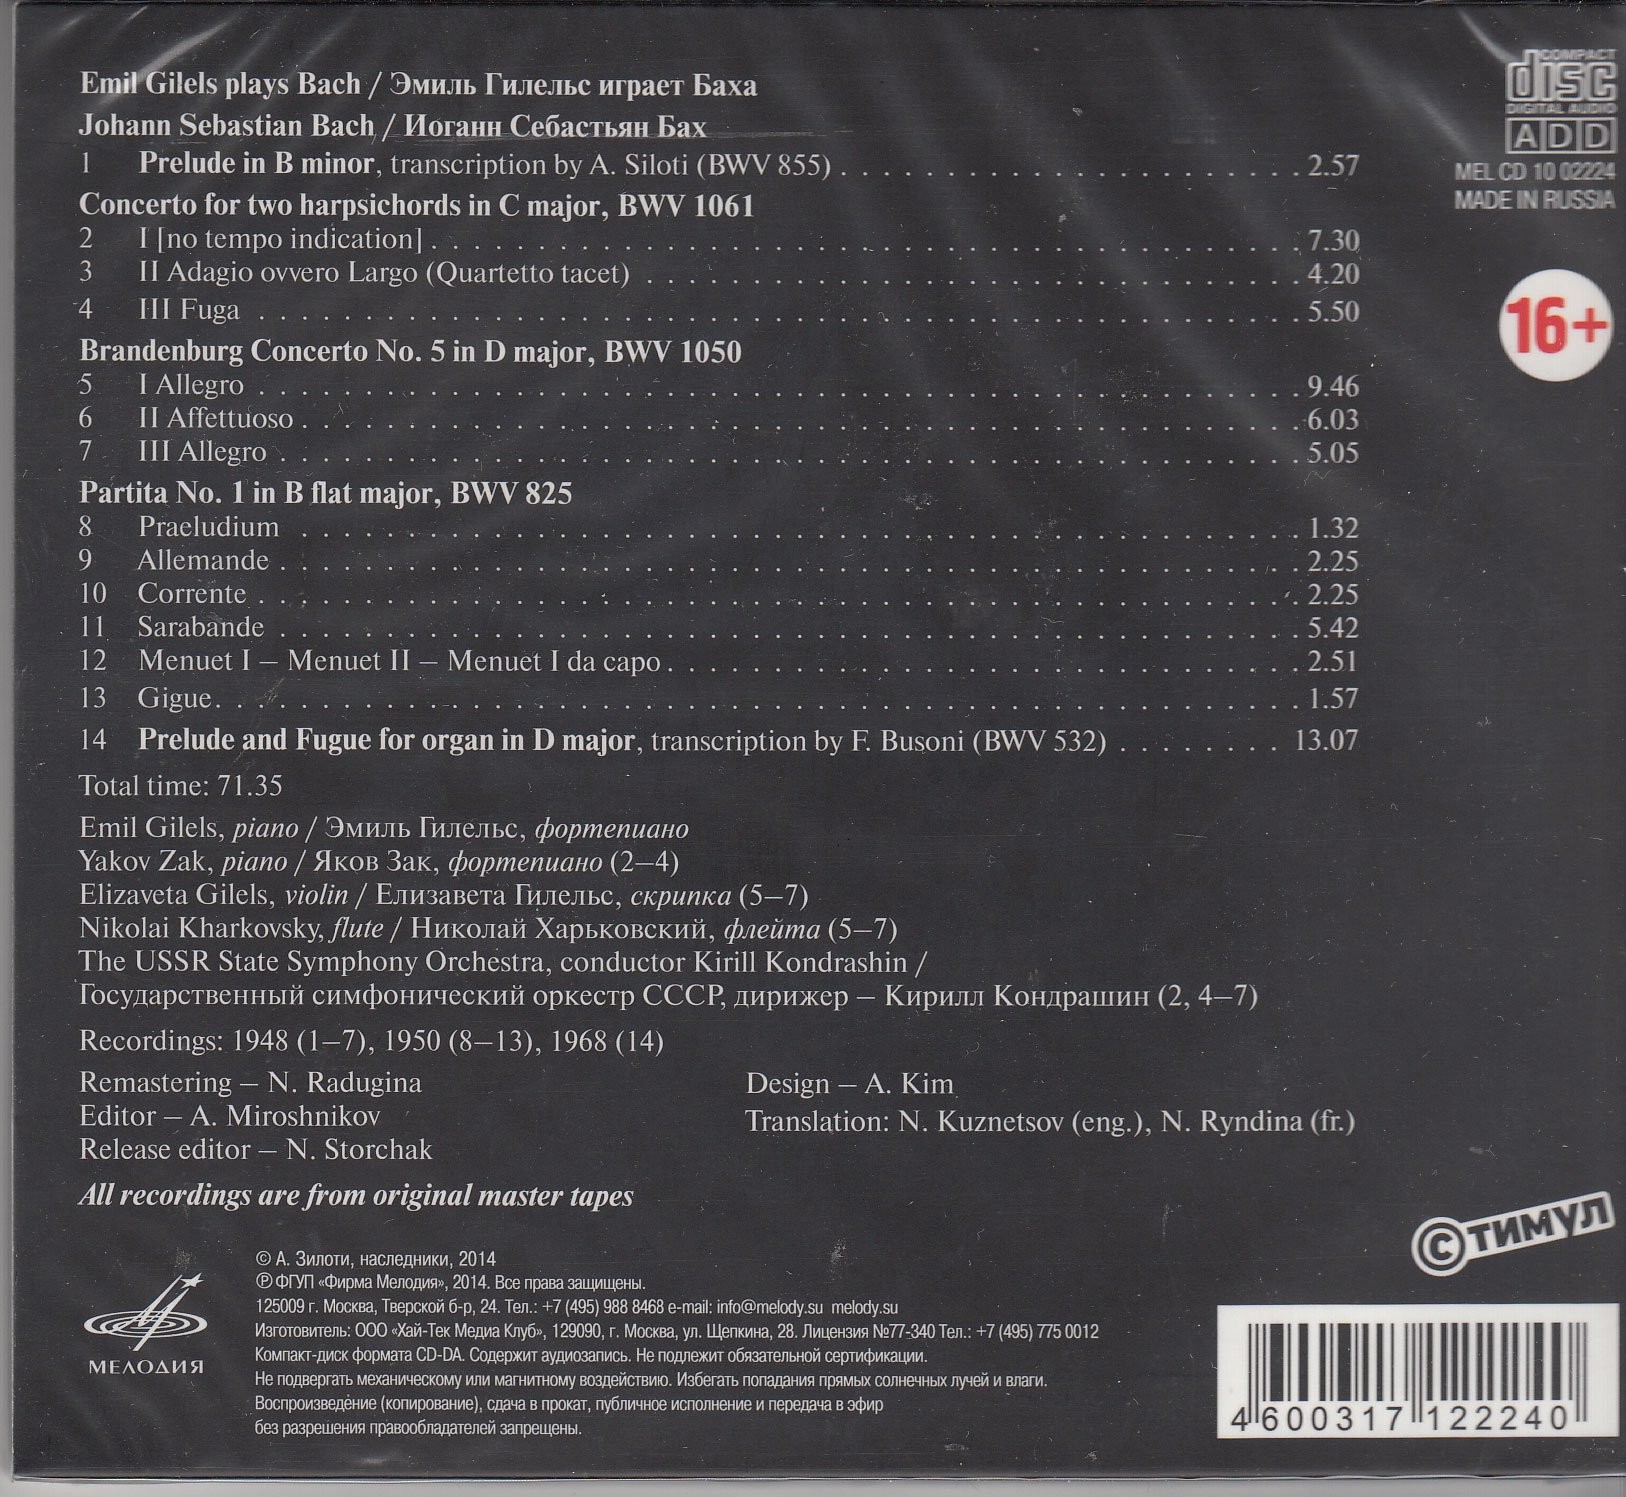 Emil Gilels plays Bach / Эмиль Гилельс играет Баха
Johann Sebastian Bach / Иоганн Себастьян Бах
1 Prelude in B minor, transcription by A. Siloti (BWV 855) 2.57
Concerto for two harpsichords in C major, BWV 1061
2 I [no tempo indication] 7.30
3 II Adagio ovvero Largo (Quartetto tacet) 4.20
4 III Fuga 5.50
Brandenburg Concerto No. 5 in D major, BWV 1050
5 I Allegro 9.46
6 II Affettuoso 6.03
7 III Allegro 5.05
Partita No. 1 in B flat major, BWV 825
8 Praeludium 1.32
9 Allemande 2.25
10 Corrente 2.25
11 Sarabande 5.42
12 Menuet I – Menuet II – Menuet I da capo 2.51
13 Gigue 1.57
14 Prelude and Fugue for organ in D major, transcription by F. Busoni (BWV 532) 13.07
Total time: 71.35
Emil Gilels, piano / Эмиль Гилельс, фортепиано
Yakov Zak, piano / Яков Зак, фортепиано (2–4)
Elizaveta Gilels, violin / Елизавета Гилельс, скрипка (5–7)
Nikolai Kharkovsky, flute / Николай Харьковский, флейта (5–7)
The USSR State Symphony Orchestra, conductor Kirill Kondrashin /
Государственный симфонический оркестр СССР, дирижер – Кирилл Кондрашин (2, 4–7)
Recordings: 1948 (1–7), 1950 (8–13), 1968 (14)
Remastering – N. Radugina
Editor – A. Miroshnikov
Release editor – N. Storchak
Design – A. Kim
Translation: N. Kuznetsov (eng.), N. Ryndina (fr.)
All recordings are from original master tapes
© А. Зилоти, наследники, 2014
℗ ФГУП «Фирма Мелодия», 2014. Все права защищены.
125009 г. Москва, Тверской б-р, 24. Тел.: +7 (495) 988 8468 e-mail: info@melody.su melody.su
Изготовитель: ООО «Хай-Тек Медиа Клуб», 129090, г. Москва, ул. Щепкина, 28. Лицензия №77-340 Тел.: +7 (495) 775 0012
Компакт-диск формата CD-DA. Содержит аудиозапись. Не подлежит обязательной сертификации.
Не подвергать механическому или магнитному воздействию. Избегать попадания прямых солнечных лучей и влаги.
Воспроизведение (копирование), сдача в прокат, публичное исполнение и передача в эфир
без разрешения правообладателей запрещены.
МЕЛОДИЯ
COMPACT
disc
DIGITAL AUDIO
ADD
MEL CD 10 02224
MADE IN RUSSIA
16+
СТИМУЛ
4 600317 122240